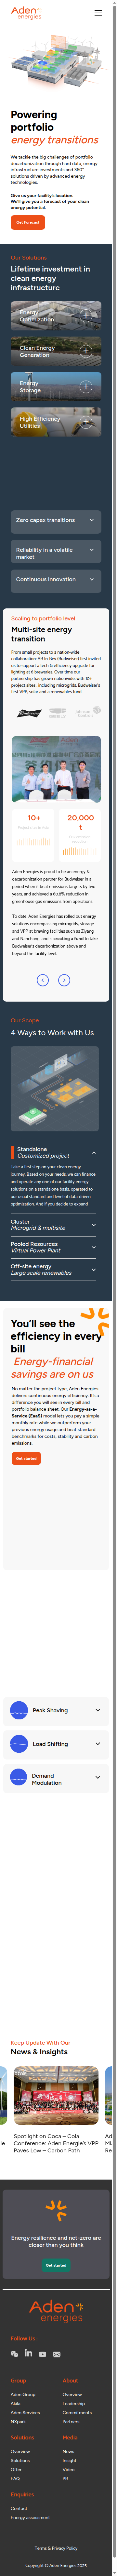 Aden
energies
Powering
portfolio
energy transitions
We tackle the big challenges of portfolio
decarbonization through hard data, energy
infrastructure investments and 360°
solutions driven by advanced energy
technologies.
Give us your facility's location.
We'll give you a forecast of your clean
energy potential.
Get Forecast
Our Solutions
Lifetime investment in
clean energy
infrastructure
Energy
Optimization
Clean Energy
Generation
Energy
Storage
High Efficiency
Utilities
Zero capex transitions
Reliability in a volatile
market
Continuous Innovation
Scaling to portfolio level
Multi-site energy
transition
From small projects to a nation-wide
collaboration: AB In-Bev (Budweiser) first invited
us to support a tech & efficiency upgrade for
lighting at 5 breweries. Our cooperative
partnership has grown nationwide, into 10+
project sites, including microgrids, Budweiser's
first VPP, solar and a renewables fund.
10+
20,000
t
Aden Energies is proud to be an energy &
decarbonization partner for Budweiser in a
period when it beat emissions targets by ten
years, and achieved a 40.4% reduction in
greenhouse gas emissions from operations.
To date, Aden Energies has rolled out energy
solutions encompassing microgrids, storage
and VPP at brewing facilities such as Ziyang
and Foshan, and is creating a fund to take
Budweiser's decarbonization above and
beyond the facility level.
Our Scope
4 Ways to Work with Us
Standalone
Customized project
Take a first step on your clean energy
journey. Based on your needs, we can finance
and operate one of our facility energy
solutions on a standalone basis, operated on
your usual standard and least of data-driven
optimization. And if you decide to expand
Cluster
Microgrid & multisite
Pooled Resources
Virtual Power Plant
Off-site energy
Large scale renewables
You'll see the
efficiency in every
bill
Energy-financial
savings are on us
No matter the project type, Aden Energies
delivers continuous energy efficiency. It's a
difference you will see in every bill and
portfolio balance sheet. Our Energy-as-a-
Service (EaaS) model lets you pay a simple
monthly rate while we outperform your
previous energy usage and beat standard
benchmarks for costs, stability and carbon
emissions.
Get started
Peak Shaving
Load Shifting
Demand
Modulation
Keep Update With Our
News & Insights
Spotlight on Coca – Cola
Conference: Aden Energie's VPP
Paves Low – Carbon Path
Energy resilience and net-zero are
closer than you think
Get started
Aden
energies
Follow Us :
Group
Aden Group
Akila
Aden Services
NXpark
About
Overview
Leadership
Commitments
Partners
Solutions
Overview
Solutions
Offer
FAQ
Media
News
Insight
Video
PR
Enquiries
Contact
Energy assessment
Terms & Privacy Policy
Copyright © Aden Energies 2025